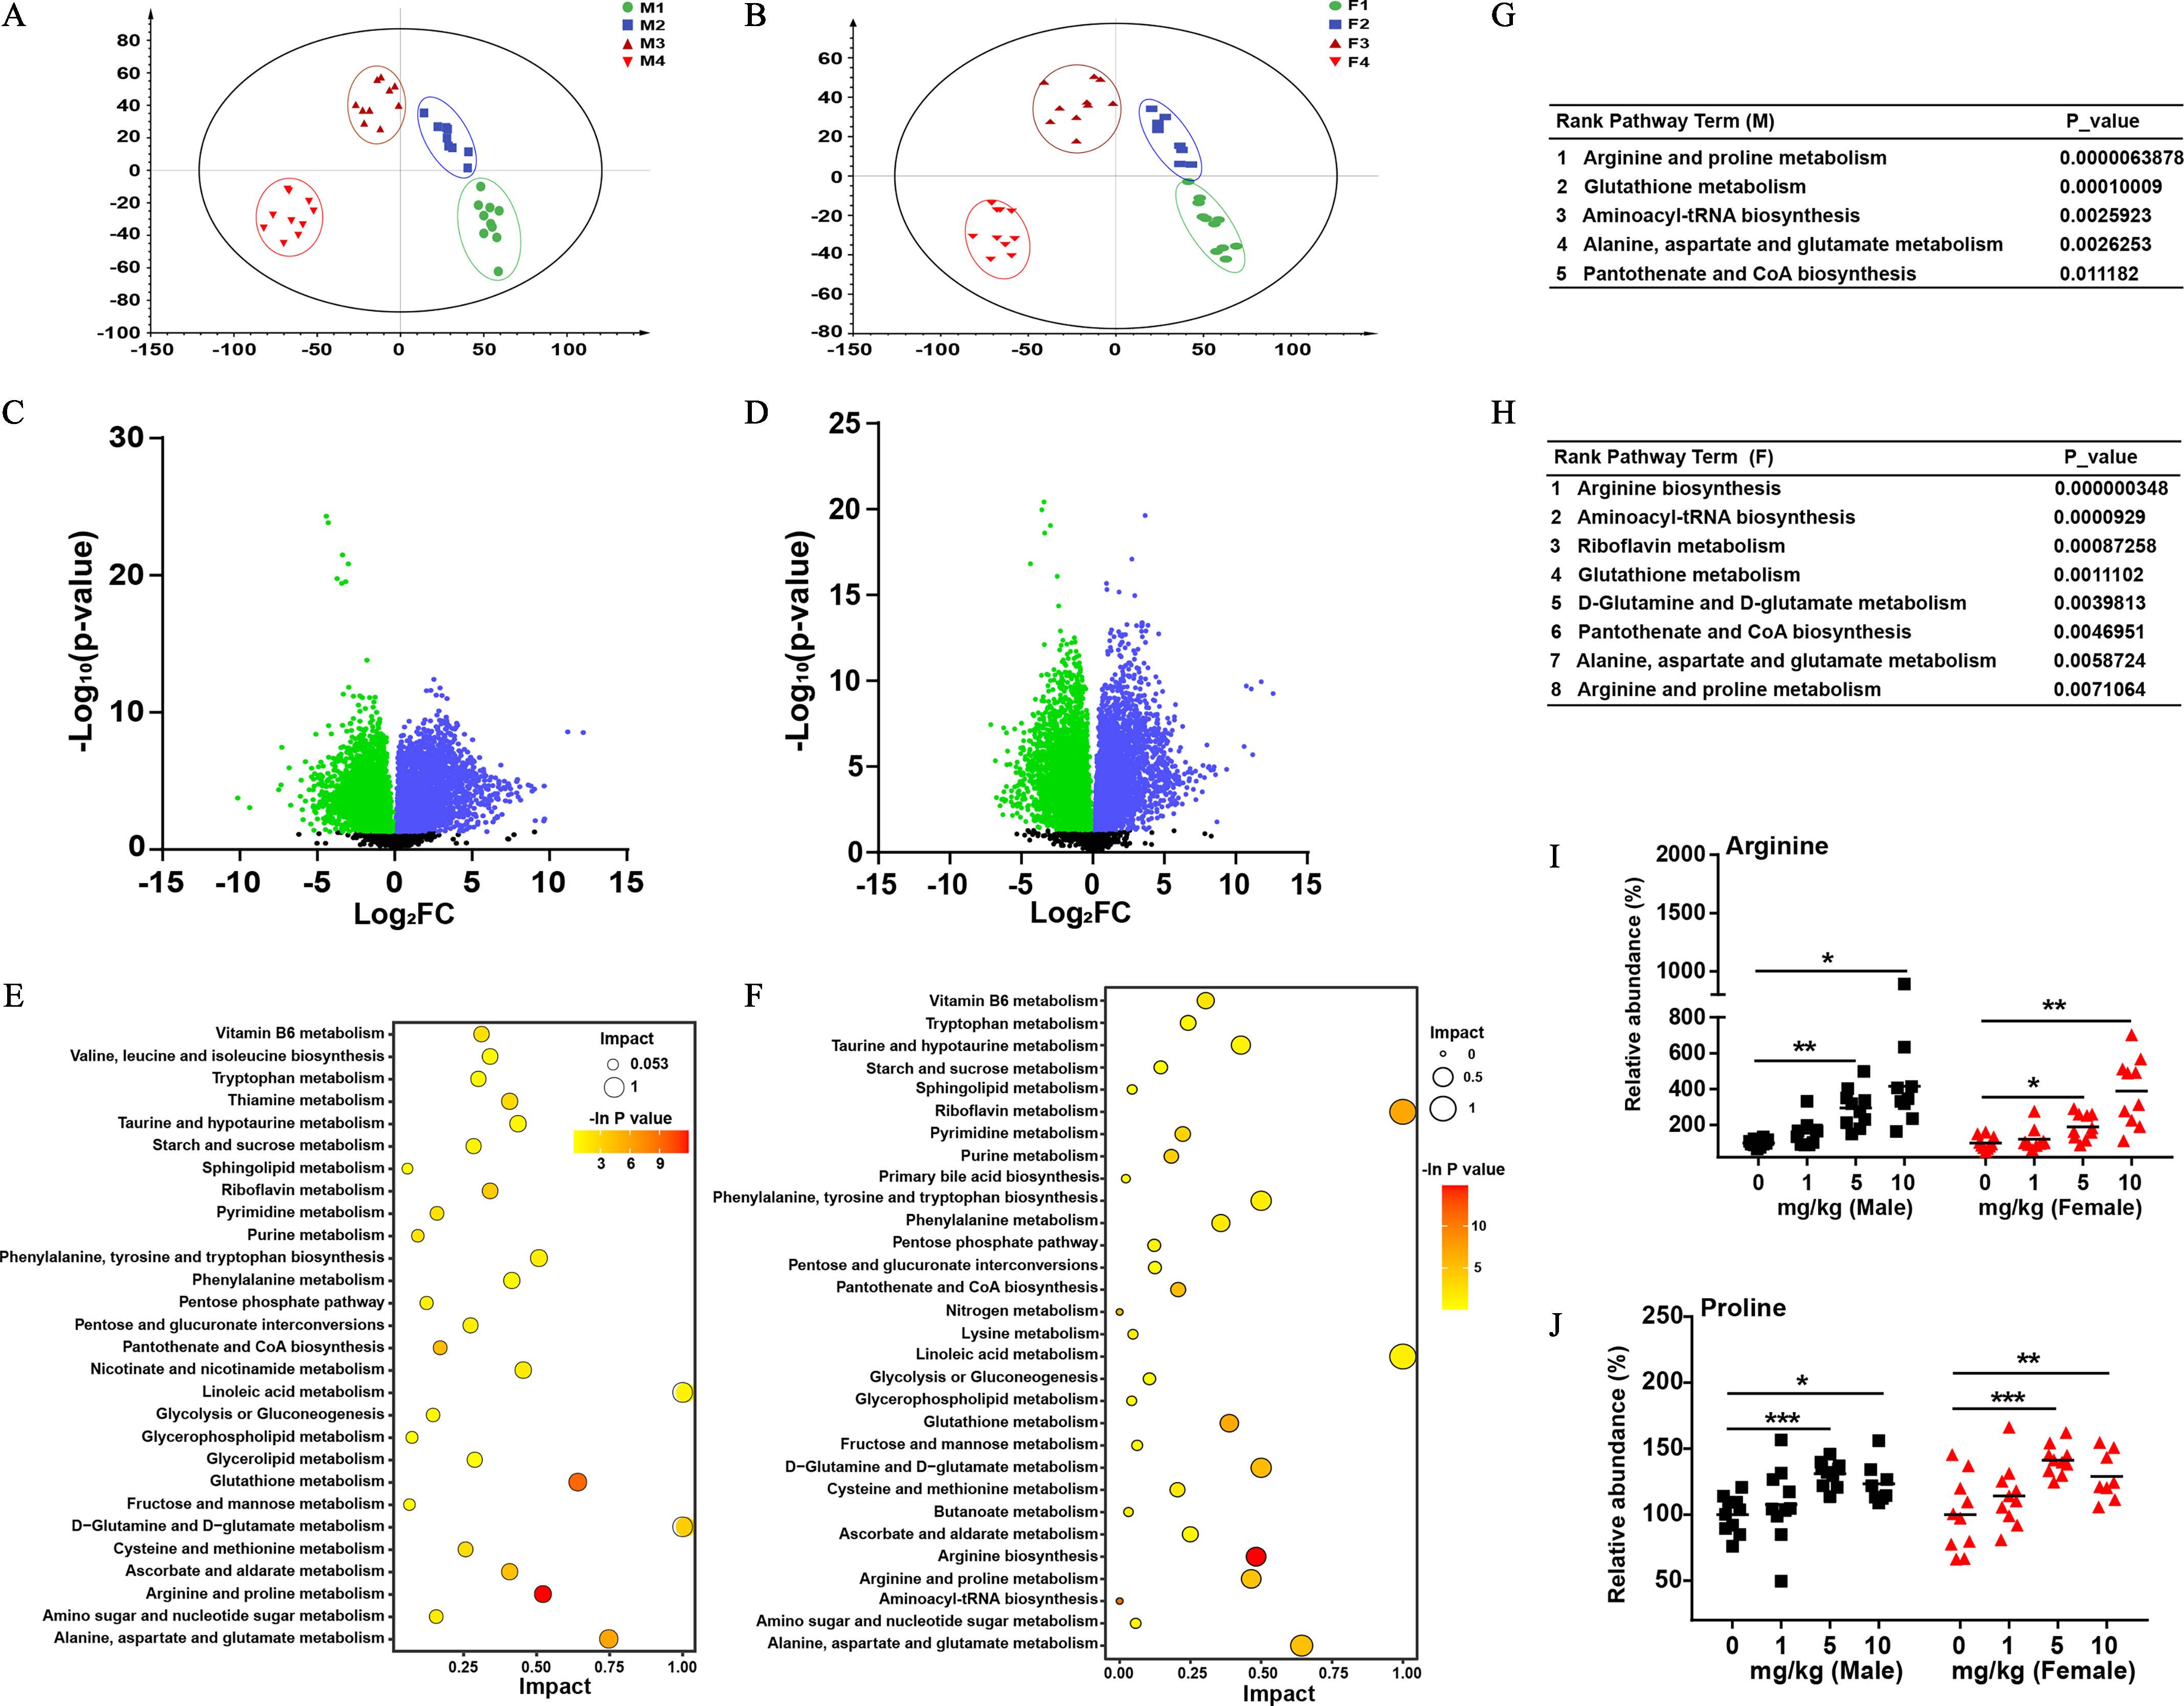 A
M1
M2
M3
M4
80
60
40
20
0
-20
-40
-60
-80
-100
-150
-100
-50
0
50
100
B
F1
F2
F3
F4
60
40
20
0
-20
-40
-60
-80
-150
-100
-50
0
50
100
G
Rank Pathway Term (M) P_value
1 Arginine and proline metabolism 0.0000063878
2 Glutathione metabolism 0.00010009
3 Aminoacyl-tRNA biosynthesis 0.0025923
4 Alanine, aspartate and glutamate metabolism 0.0026253
5 Pantothenate and CoA biosynthesis 0.011182
C
-Log₁₀(p-value)
30
20
10
0
-15 -10 -5 0 5 10 15
Log₂FC
D
-Log₁₀(p-value)
25
20
15
10
5
0
-15 -10 -5 0 5 10 15
Log₂FC
H
Rank Pathway Term (F) P_value
1 Arginine biosynthesis 0.000000348
2 Aminoacyl-tRNA biosynthesis 0.0000929
3 Riboflavin metabolism 0.00087258
4 Glutathione metabolism 0.0011102
5 D-Glutamine and D-glutamate metabolism 0.0039813
6 Pantothenate and CoA biosynthesis 0.0046951
7 Alanine, aspartate and glutamate metabolism 0.0058724
8 Arginine and proline metabolism 0.0071064
E
Vitamin B6 metabolism
Valine, leucine and isoleucine biosynthesis
Tryptophan metabolism
Thiamine metabolism
Taurine and hypotaurine metabolism
Starch and sucrose metabolism
Sphingolipid metabolism
Riboflavin metabolism
Pyrimidine metabolism
Purine metabolism
Phenylalanine, tyrosine and tryptophan biosynthesis
Phenylalanine metabolism
Pentose phosphate pathway
Pentose and glucuronate interconversions
Pantothenate and CoA biosynthesis
Nicotinate and nicotinamide metabolism
Linoleic acid metabolism
Glycolysis or Gluconeogenesis
Glycerophospholipid metabolism
Glycerolipid metabolism
Glutathione metabolism
Fructose and mannose metabolism
D−Glutamine and D−glutamate metabolism
Cysteine and methionine metabolism
Ascorbate and aldarate metabolism
Arginine and proline metabolism
Amino sugar and nucleotide sugar metabolism
Alanine, aspartate and glutamate metabolism
Impact
0.053
1
-ln P value
3 6 9
0.25 0.50 0.75 1.00
Impact
F
Vitamin B6 metabolism
Tryptophan metabolism
Taurine and hypotaurine metabolism
Starch and sucrose metabolism
Sphingolipid metabolism
Riboflavin metabolism
Pyrimidine metabolism
Purine metabolism
Primary bile acid biosynthesis
Phenylalanine, tyrosine and tryptophan biosynthesis
Phenylalanine metabolism
Pentose phosphate pathway
Pentose and glucuronate interconversions
Pantothenate and CoA biosynthesis
Nitrogen metabolism
Lysine metabolism
Linoleic acid metabolism
Glycolysis or Gluconeogenesis
Glycerophospholipid metabolism
Glutathione metabolism
Fructose and mannose metabolism
D−Glutamine and D−glutamate metabolism
Cysteine and methionine metabolism
Butanoate metabolism
Ascorbate and aldarate metabolism
Arginine biosynthesis
Arginine and proline metabolism
Aminoacyl-tRNA biosynthesis
Amino sugar and nucleotide sugar metabolism
Alanine, aspartate and glutamate metabolism
Impact
0
0.5
1
-ln P value
10
5
0.00 0.25 0.50 0.75 1.00
Impact
I
Arginine
Relative abundance (%)
2000
1500
1000
800
600
400
200
*
**
**
*
0 1 5 10 0 1 5 10
mg/kg (Male) mg/kg (Female)
J
Proline
Relative abundance (%)
250
200
150
100
50
*
***
**
***
0 1 5 10 0 1 5 10
mg/kg (Male) mg/kg (Female)